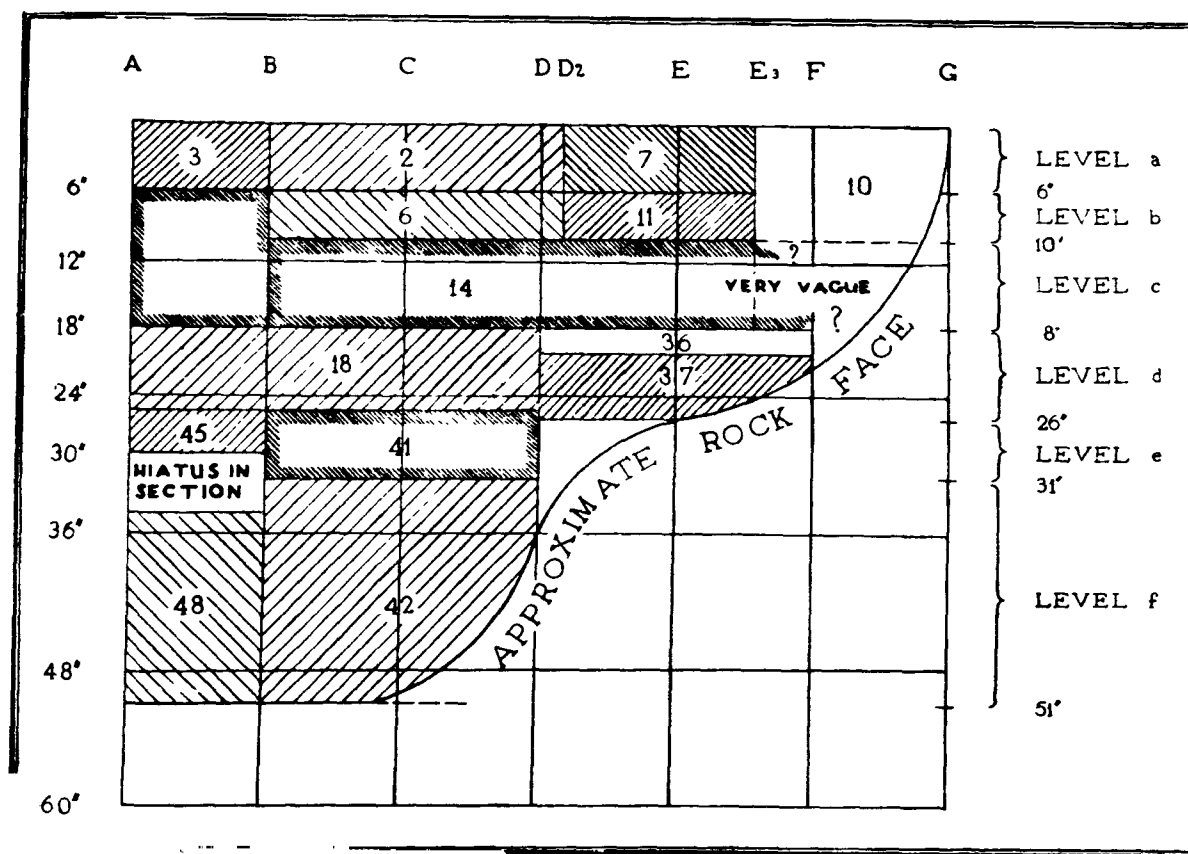 A B C D D2 E E3 F G
3 2 7 10 LEVEL a
6" 6"
6 11 LEVEL b
10"
?
12"
14 VERY VAGUE LEVEL c
18" ? 8"
36
18 37 LEVEL d
24"
26"
45 41 LEVEL e
30"
HIATUS IN
SECTION
31"
36"
APPROXIMATE ROCK FACE
48 42 LEVEL f
48"
51"
60"